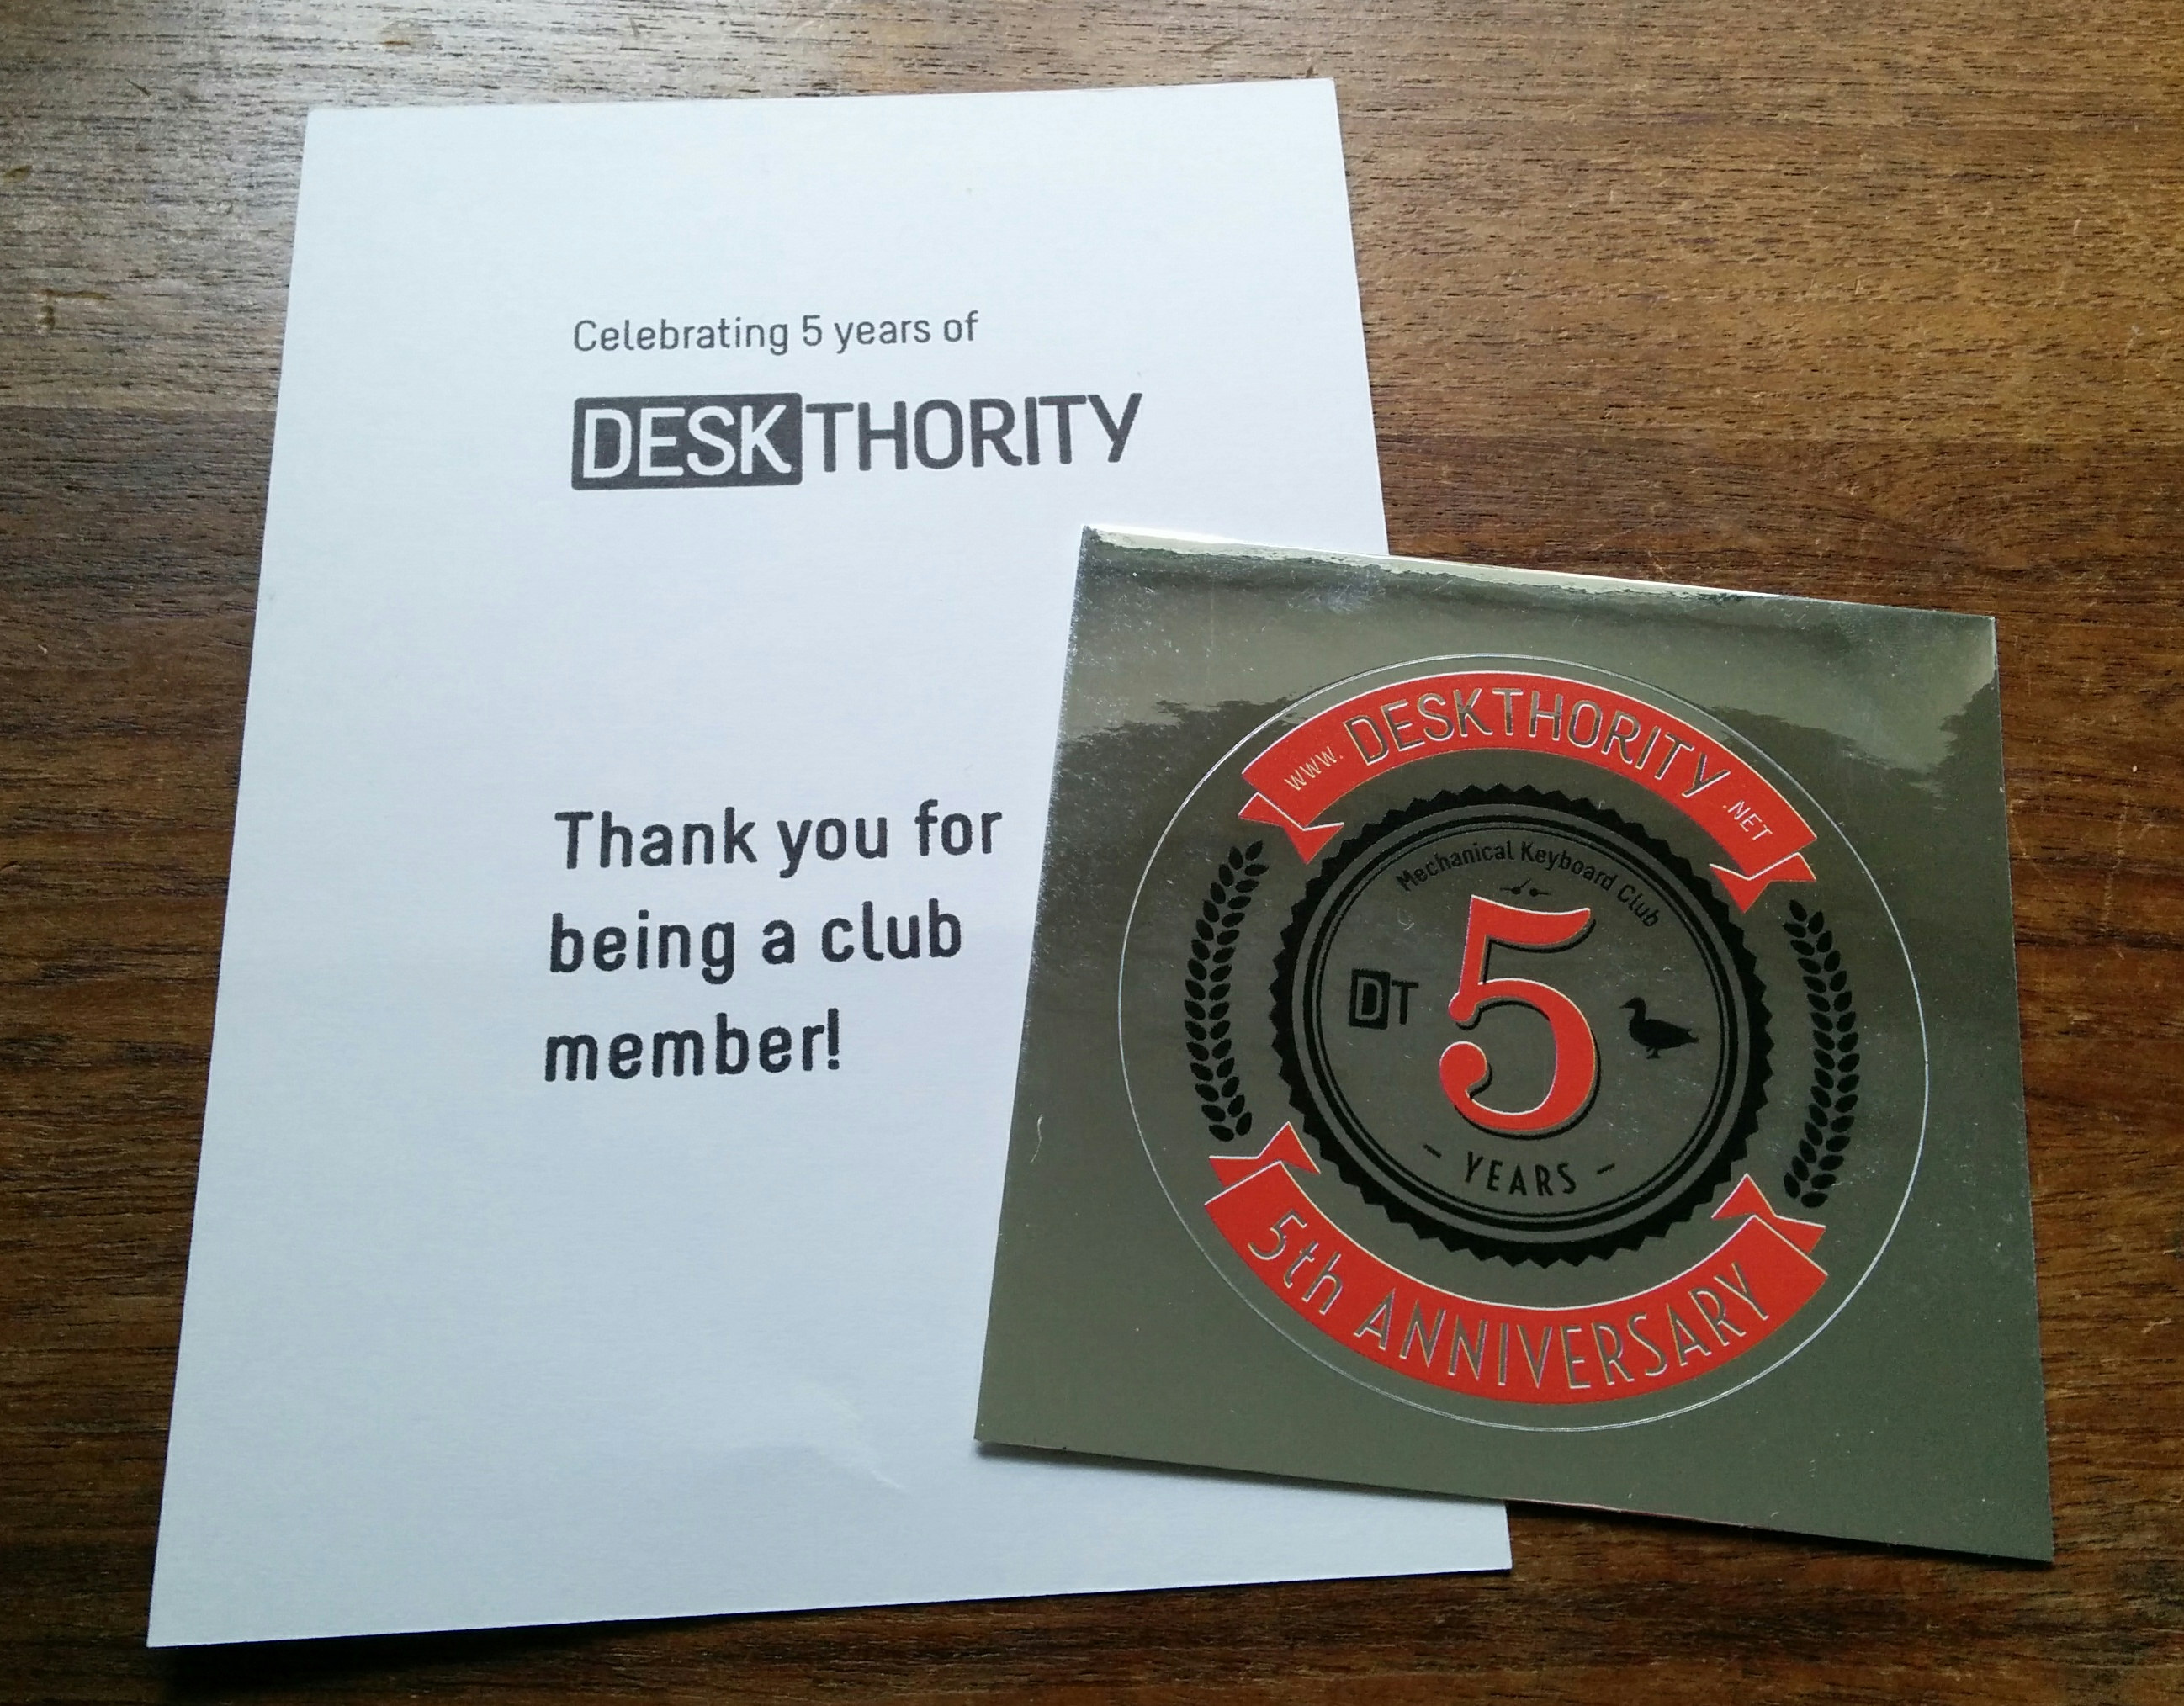 Celebrating 5 years of
DESKTHORITY
Thank you for
being a club
member!
www. DESKTHORITY .NET
Mechanical Keyboard Club
DT
5
- YEARS -
5th ANNIVERSARY